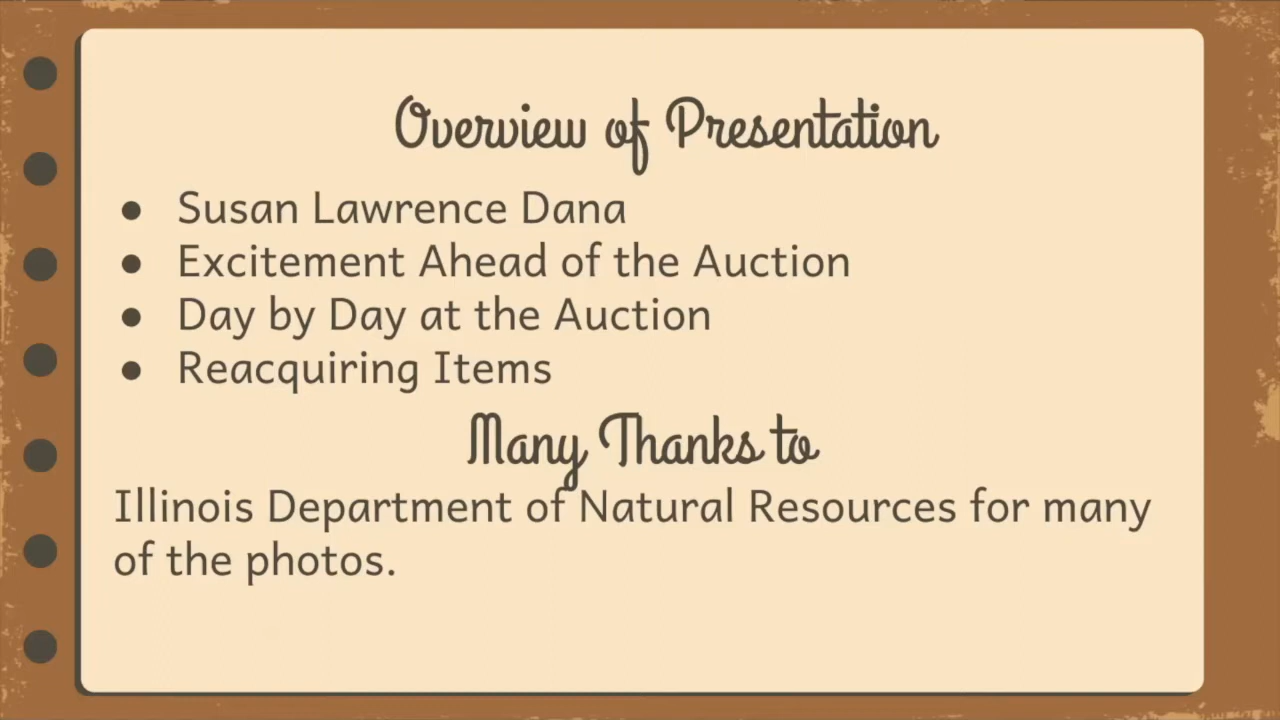 Overview of Presentation
● Susan Lawrence Dana
● Excitement Ahead of the Auction
● Day by Day at the Auction
● Reacquiring Items
Many Thanks to
Illinois Department of Natural Resources for many
of the photos.